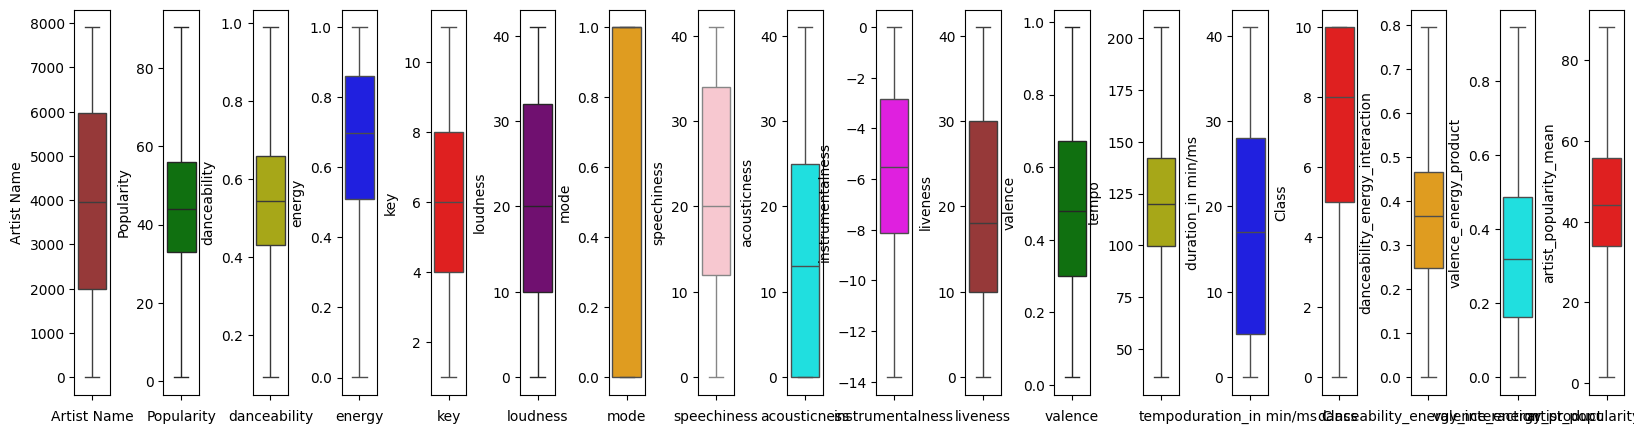 Artist Name
8000
7000
6000
5000
4000
3000
2000
1000
0
Artist Name
Popularity
80
60
40
20
0
Popularity
danceability
1.0
0.8
0.6
0.4
0.2
danceability
energy
1.0
0.8
0.6
0.4
0.2
0.0
energy
key
10
8
6
4
2
key
loudness
40
30
20
10
0
loudness
mode
1.0
0.8
0.6
0.4
0.2
0.0
mode
speechiness
40
30
20
10
0
speechiness
acousticness
40
30
20
10
0
acousticness
instrumentalness
0
−2
−4
−6
−8
−10
−12
−14
instrumentalness
liveness
40
30
20
10
0
liveness
valence
1.0
0.8
0.6
0.4
0.2
0.0
valence
tempo
200
175
150
125
100
75
50
tempo
duration_in min/ms
40
30
20
10
0
duration_in min/ms
Class
10
8
6
4
2
0
Class
danceability_energy_interaction
0.8
0.7
0.6
0.5
0.4
0.3
0.2
0.1
0.0
danceability_energy_interaction
valence_energy_product
0.8
0.6
0.4
0.2
0.0
valence_energy_product
artist_popularity_mean
80
60
40
20
0
artist_popularity